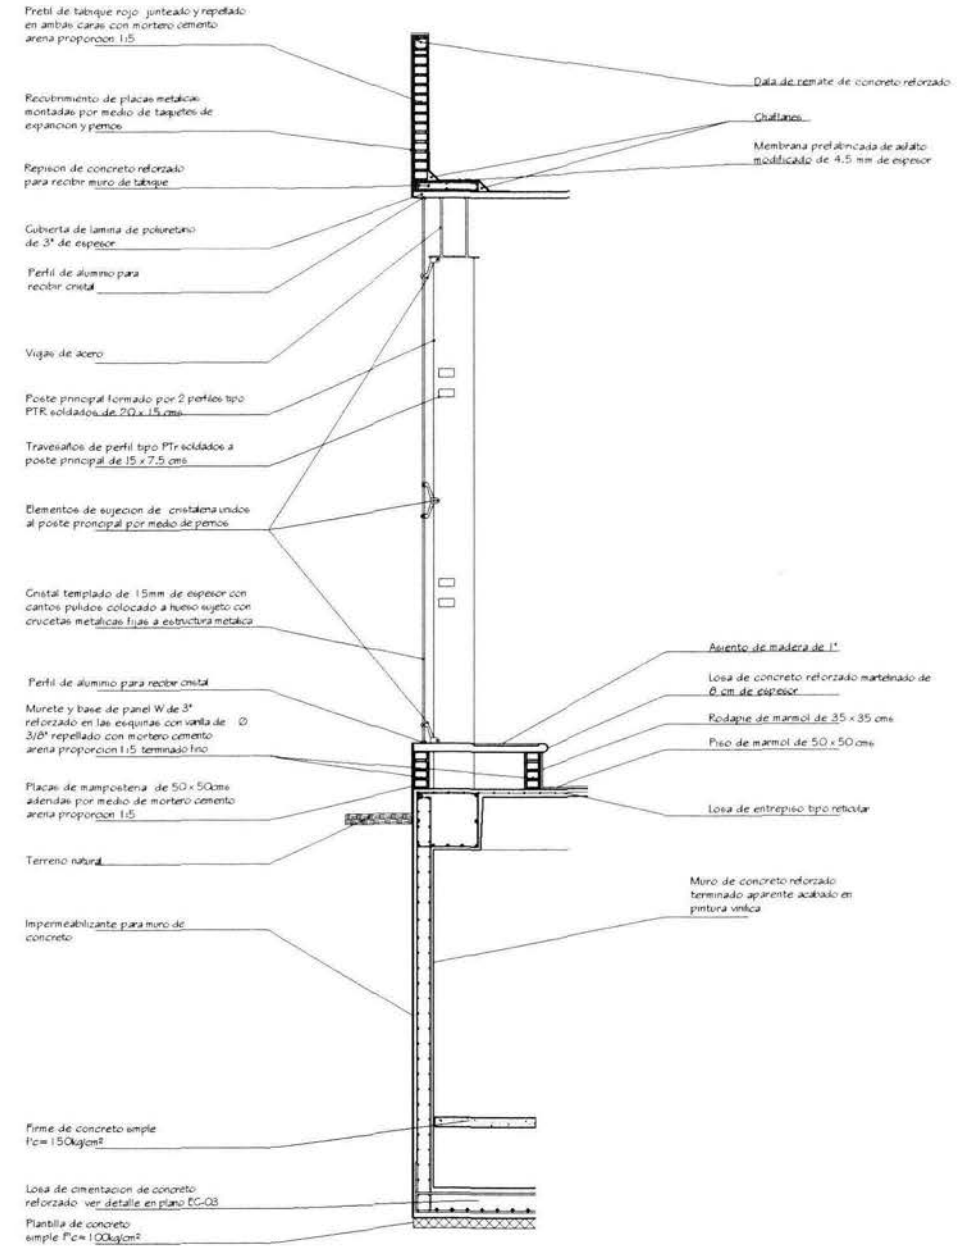 Pretil de tabique rojo junteado y repellado
en ambas caras con mortero cemento
arena proporcion 1:5
Recubrimiento de placas metalicas
montadas por medio de taquetes de
expancion y pernos
Repison de concreto reforzado
para recibir muro de tabique
Cubierta de lamina de poliuretano
de 3" de espesor
Perfil de aluminio para
recibir cristal
Vigas de acero
Poste principal formado por 2 perfiles tipo
PTR soldados de 20 x 15 cms
Travesaños de perfil tipo PTr soldados a
poste principal de 15 x 7.5 cms
Elementos de sujecion de cristaleria unidos
al poste proncipal por medio de pernos
Cristal templado de 15mm de espesor con
cantos pulidos colocado a hueso sujeto con
crucetas metalicas fijas a estructura metalica
Perfil de aluminio para recibir cristal
Murete y base de panel W de 3"
reforzado en las esquinas con varilla de Ø
3/8" repellado con mortero cemento
arena proporcion 1:5 terminado fino
Placas de mamposteria de 50 x 50cms
aderidas por medio de mortero cemento
arena proporcion 1:5
Terreno natural
Impermeabilizante para muro de
concreto
Firme de concreto simple
f'c= 150kg/cm²
Losa de cimentacion de concreto
reforzado ver detalle en plano EC-03
Plantilla de concreto
simple f'c= 100kg/cm²
Dala de remate de concreto reforzado
Chaflanes
Membrana prefabricada de asfalto
modificado de 4.5 mm de espesor
Asiento de madera de 1"
Losa de concreto reforzado martelinado de
8 cm de espesor
Rodapie de marmol de 35 x 35 cms
Piso de marmol de 50 x 50 cms
Losa de entrepiso tipo reticular
Muro de concreto reforzado
terminado aparente acabado en
pintura vinilica